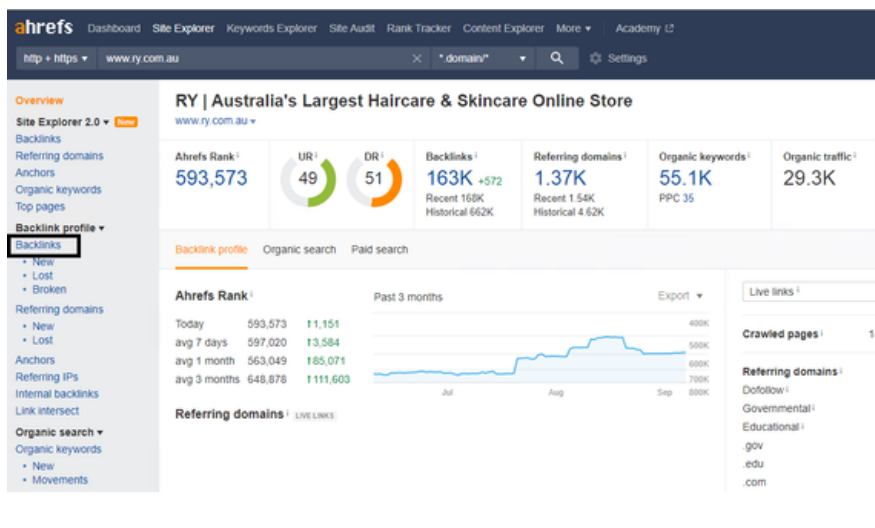 ahrefs Dashboard Site Explorer Keywords Explorer Site Audit Rank Tracker Content Explorer More Academy
http + https www.ry.com.au *.domain/* Settings
Overview
Site Explorer 2.0 New
Backlinks
Referring domains
Anchors
Organic keywords
Top pages
Backlink profile
Backlinks
• New
• Lost
• Broken
Referring domains
• New
• Lost
Anchors
Referring IPs
Internal backlinks
Link intersect
Organic search
Organic keywords
• New
• Movements
RY | Australia's Largest Haircare & Skincare Online Store
www.ry.com.au
Ahrefs Rank
593,573
UR
49
DR
51
Backlinks
163K +572
Recent 168K
Historical 662K
Referring domains
1.37K
Recent 1.54K
Historical 4.62K
Organic keywords
55.1K
PPC 35
Organic traffic
29.3K
Backlink profile Organic search Paid search
Ahrefs Rank
Today 593,573 ↑1,151
avg 7 days 597,020 ↑3,584
avg 1 month 563,049 ↑85,071
avg 3 months 648,878 ↑111,603
Past 3 months Export
400K
500K
600K
700K
800K
Jul Aug Sep
Referring domains LIVE LINKS
Live links
Crawled pages 1
Referring domains
Dofollow
Governmental
Educational
.gov
.edu
.com